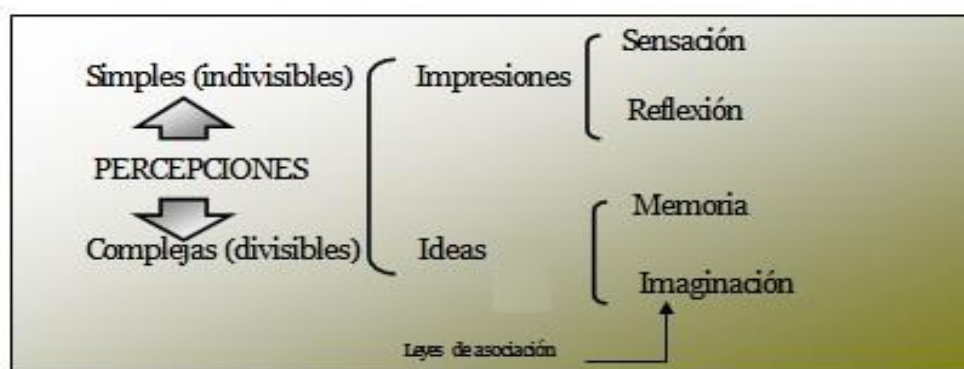 Sensación
Simples (indivisibles) Impresiones
Reflexión
PERCEPCIONES
Memoria
Complejas (divisibles) Ideas
Imaginación
Leyes de asociación